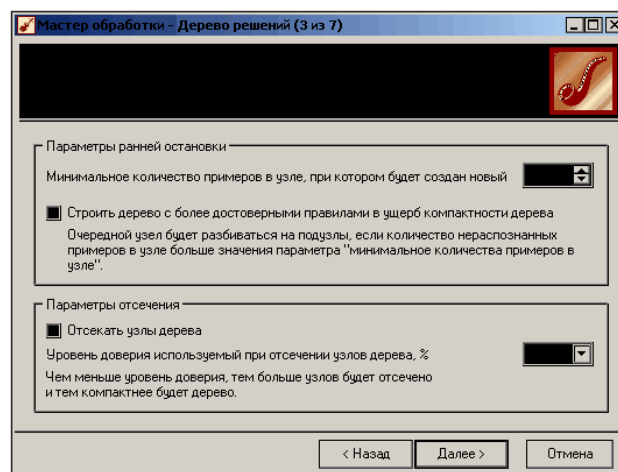 Мастер обработки - Дерево решений (3 из 7)
Параметры ранней остановки
Минимальное количество примеров в узле, при котором будет создан новый
Строить дерево с более достоверными правилами в ущерб компактности дерева
Очередной узел будет разбиваться на подузлы, если количество нераспознанных
примеров в узле больше значения параметра "минимальное количества примеров в
узле".
Параметры отсечения
Отсекать узлы дерева
Уровень доверия используемый при отсечении узлов дерева, %
Чем меньше уровень доверия, тем больше узлов будет отсечено
и тем компактнее будет дерево.
< Назад
Далее >
Отмена